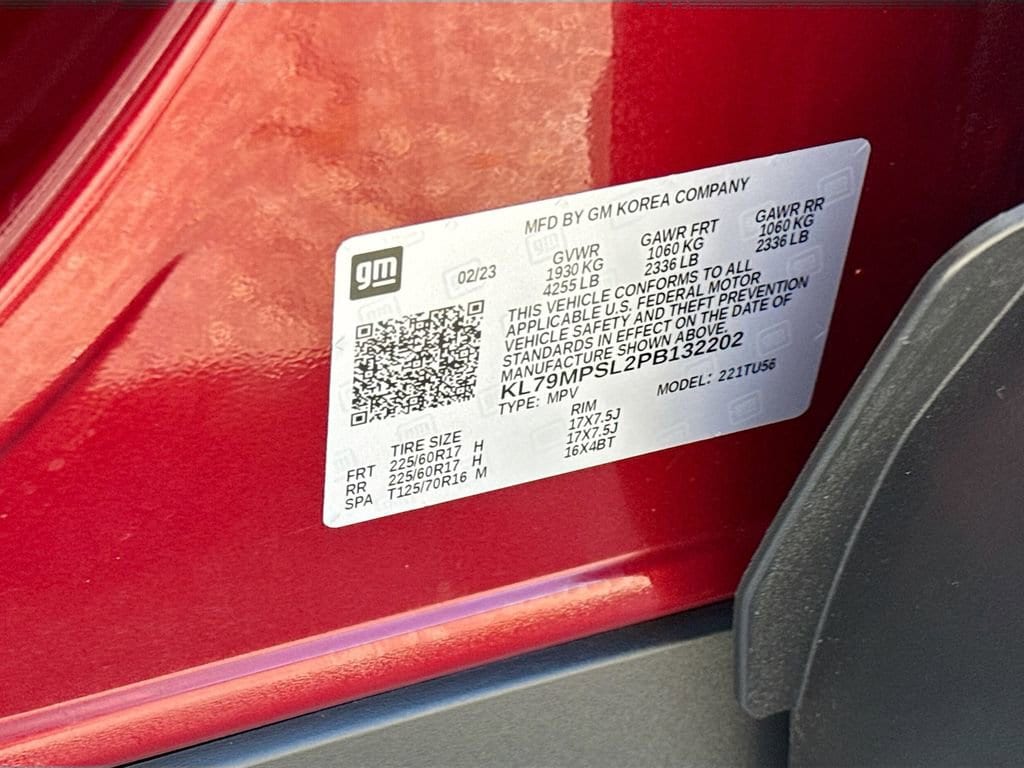 MFD BY GM KOREA COMPANY
gm
02/23
GVWR GAWR FRT GAWR RR
1930 KG 1060 KG 1060 KG
4255 LB 2336 LB 2336 LB
THIS VEHICLE CONFORMS TO ALL
APPLICABLE U.S. FEDERAL MOTOR
VEHICLE SAFETY AND THEFT PREVENTION
STANDARDS IN EFFECT ON THE DATE OF
MANUFACTURE SHOWN ABOVE.
KL79MPSL2PB132202
TYPE: MPV MODEL: 221TU56
TIRE SIZE RIM
FRT 225/60R17 H 17X7.5J
RR 225/60R17 H 17X7.5J
SPA T125/70R16 M 16X4BT